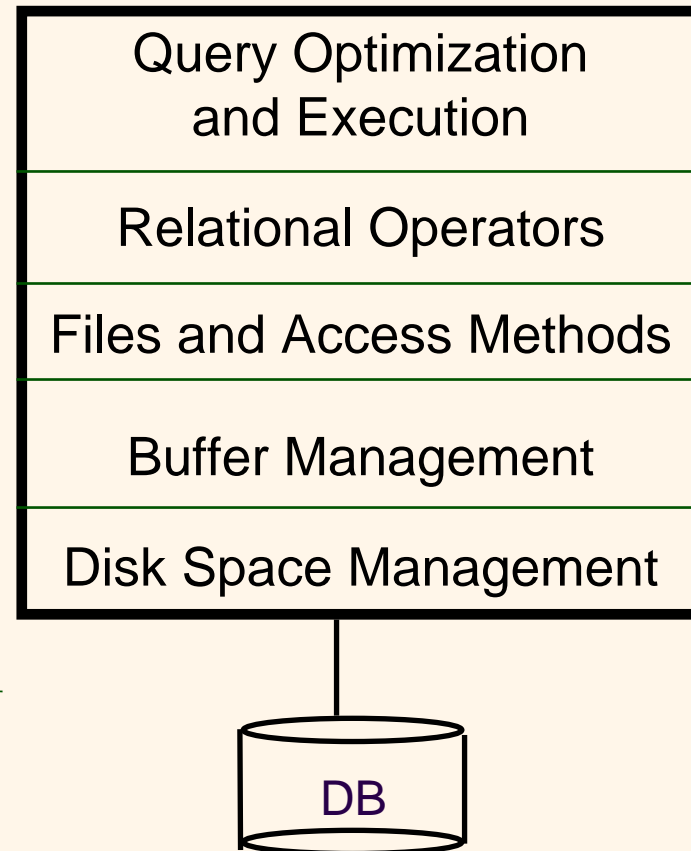 Query Optimization
and Execution
Relational Operators
Files and Access Methods
Buffer Management
Disk Space Management
DB